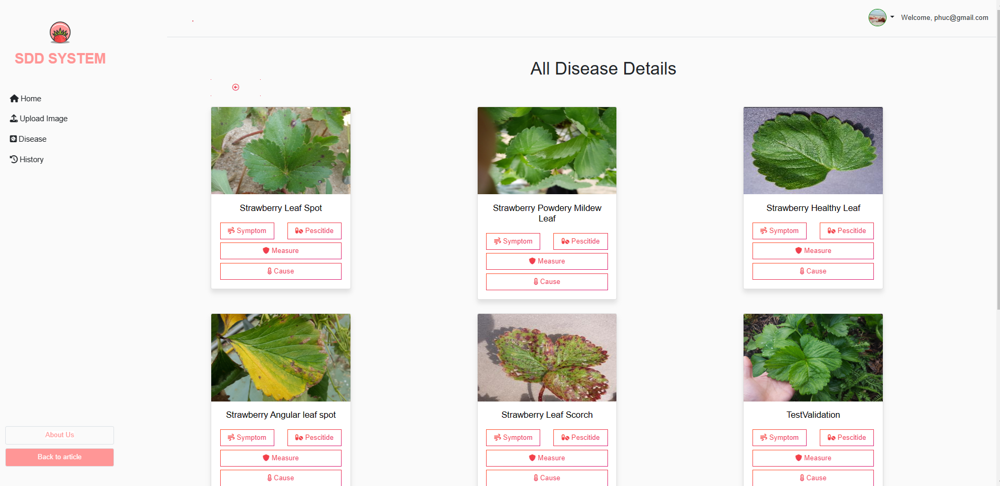 SDD SYSTEM
Home
Upload Image
Disease
History
About Us
Back to article
Welcome, phuc@gmail.com
All Disease Details
Strawberry Leaf Spot
Symptom
Pescitide
Measure
Cause
Strawberry Powdery Mildew
Leaf
Symptom
Pescitide
Measure
Cause
Strawberry Healthy Leaf
Symptom
Pescitide
Measure
Cause
Strawberry Angular leaf spot
Symptom
Pescitide
Measure
Cause
Strawberry Leaf Scorch
Symptom
Pescitide
Measure
Cause
TestValidation
Symptom
Pescitide
Measure
Cause